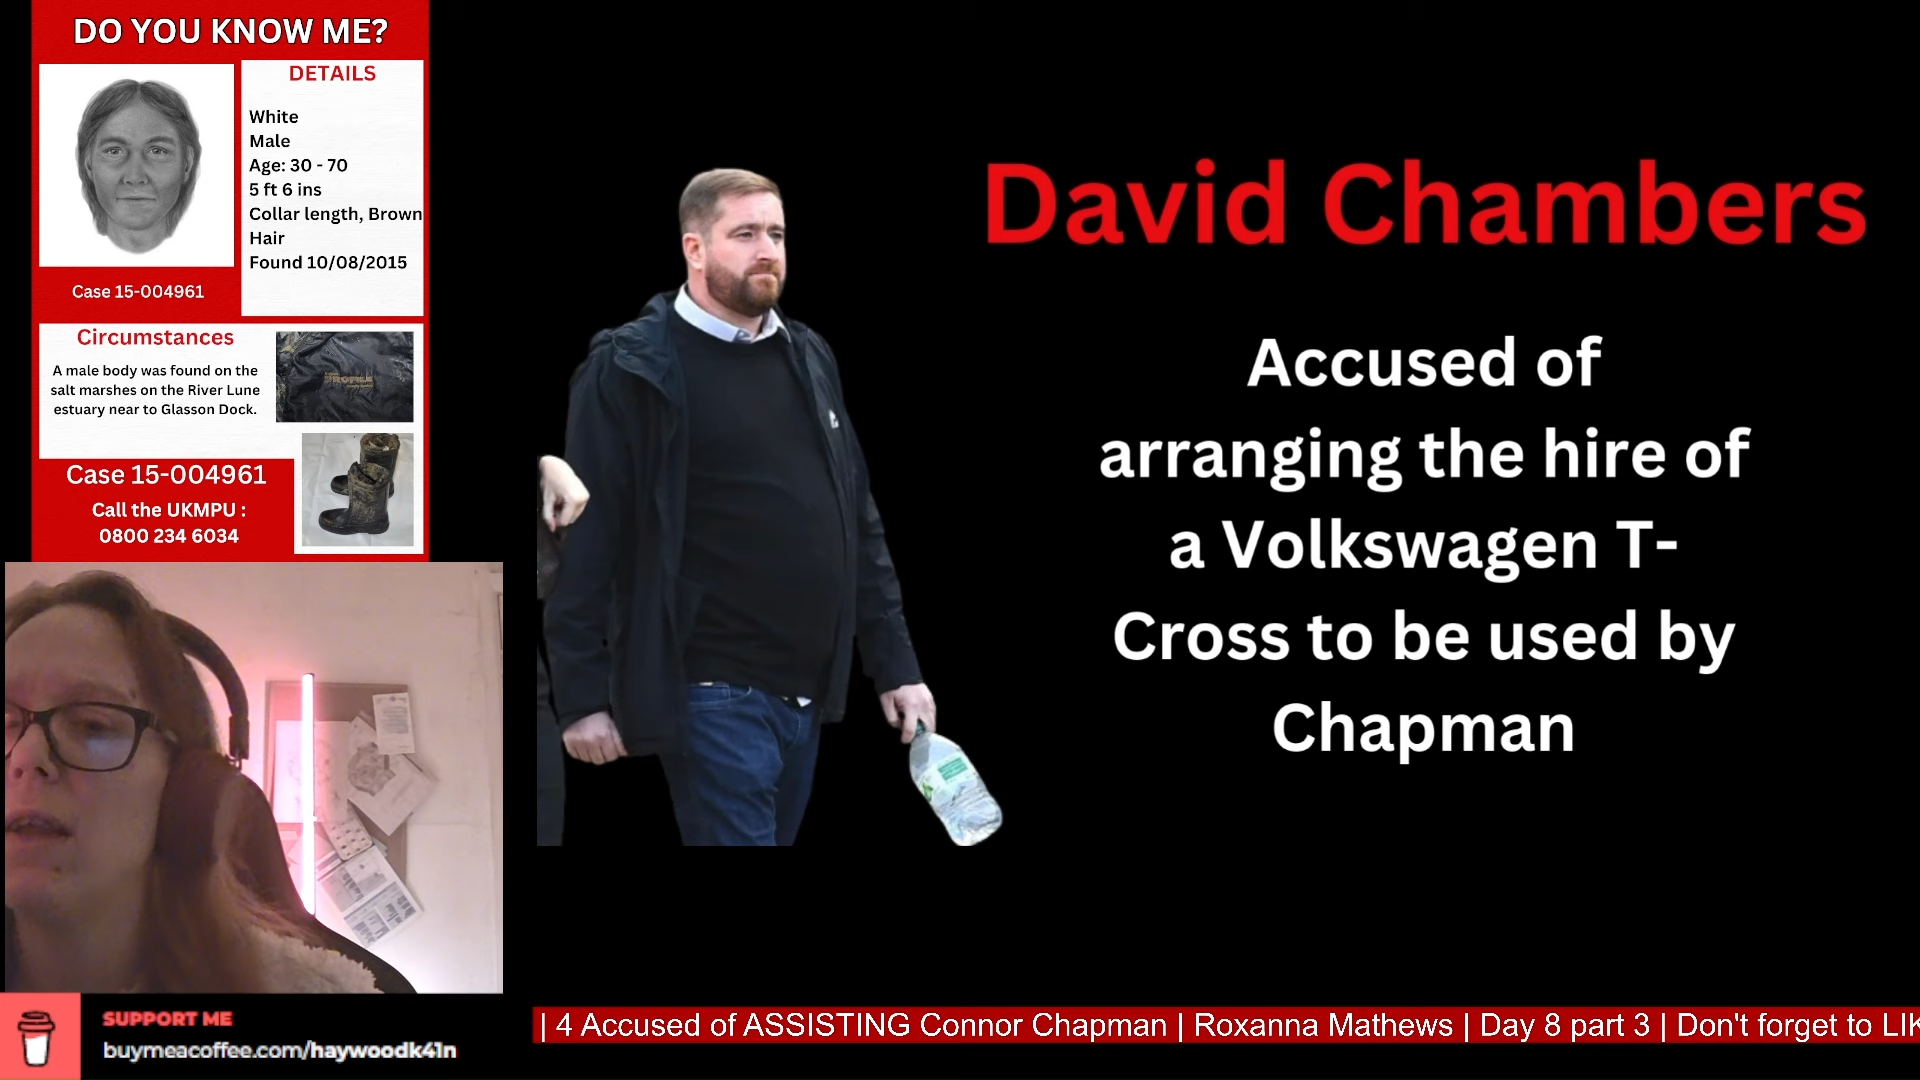 DO YOU KNOW ME?
DETAILS
White
Male
Age: 30 - 70
5 ft 6 ins
Collar length, Brown
Hair
Found 10/08/2015
Case 15-004961
Circumstances
A male body was found on the
salt marshes on the River Lune
estuary near to Glasson Dock.
PROFILE
Case 15-004961
Call the UKMPU :
0800 234 6034
David Chambers
Accused of
arranging the hire of
a Volkswagen T-
Cross to be used by
Chapman
SUPPORT ME
buymeacoffee.com/haywoodk41n
| 4 Accused of ASSISTING Connor Chapman | Roxanna Mathews | Day 8 part 3 | Don't forget to LIK